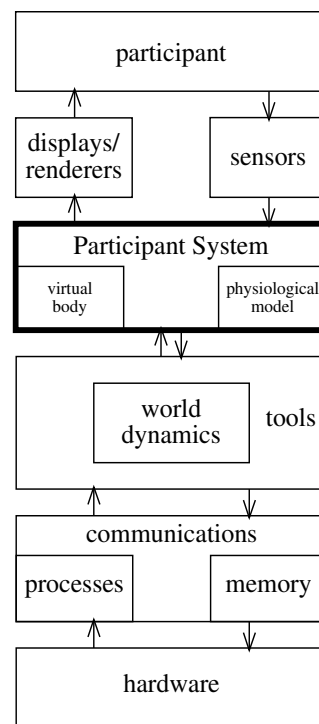 participant
displays/
renderers
sensors
Participant System
virtual
body
physiological
model
world
dynamics
tools
communications
processes
memory
hardware